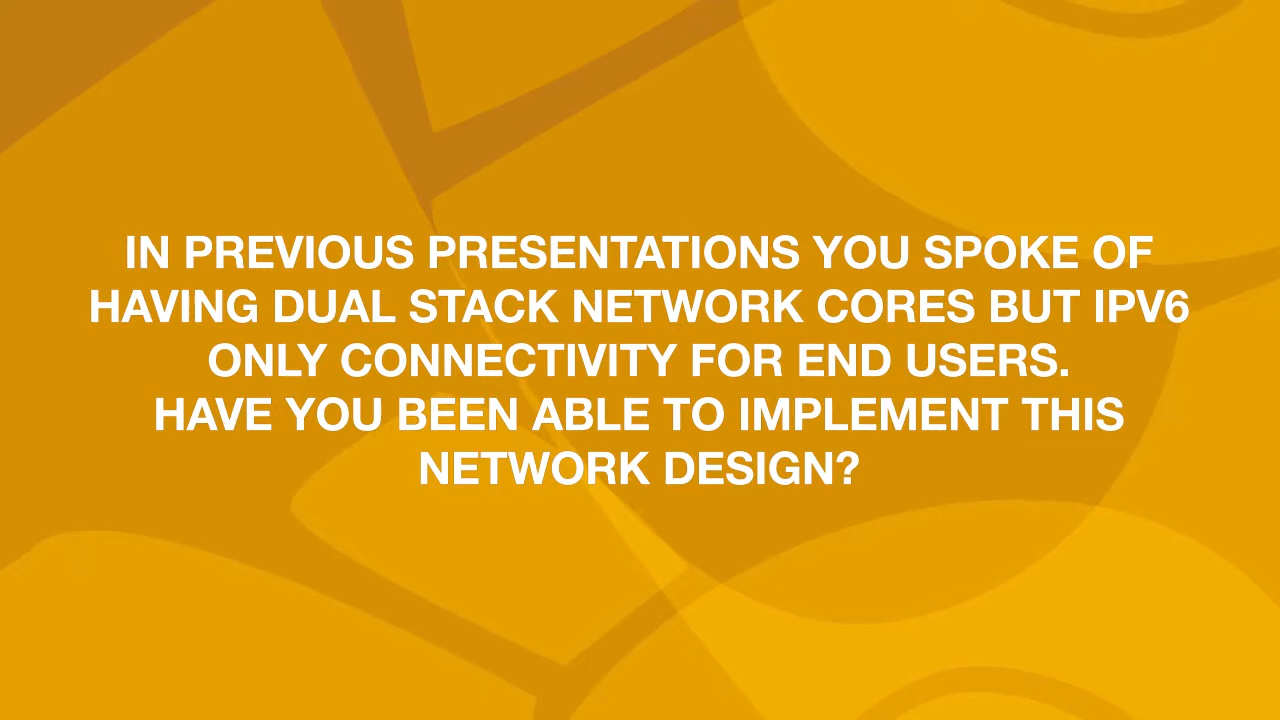 IN PREVIOUS PRESENTATIONS YOU SPOKE OF
HAVING DUAL STACK NETWORK CORES BUT IPV6
ONLY CONNECTIVITY FOR END USERS.
HAVE YOU BEEN ABLE TO IMPLEMENT THIS
NETWORK DESIGN?